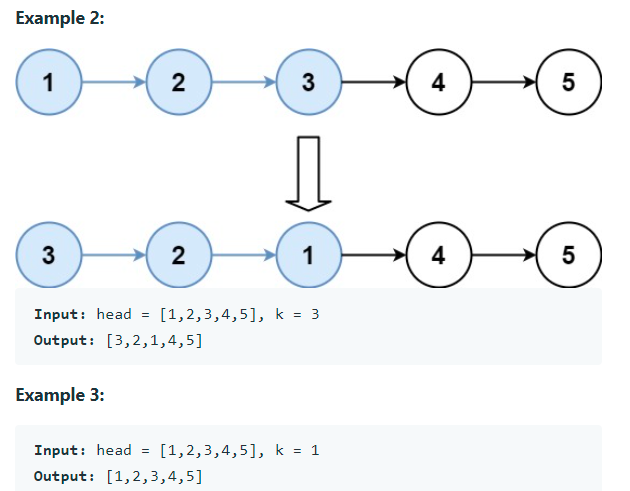 Example 2:
1 2 3 4 5
3 2 1 4 5
Input: head = [1,2,3,4,5], k = 3
Output: [3,2,1,4,5]
Example 3:
Input: head = [1,2,3,4,5], k = 1
Output: [1,2,3,4,5]